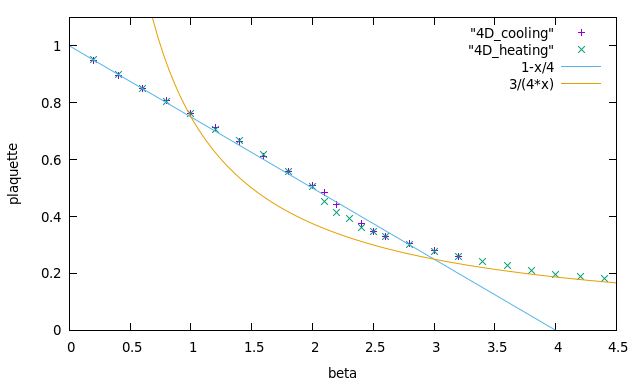 "4D_cooling"
"4D_heating"
1-x/4
3/(4*x)
plaquette
1
0.8
0.6
0.4
0.2
0
0 0.5 1 1.5 2 2.5 3 3.5 4 4.5
beta